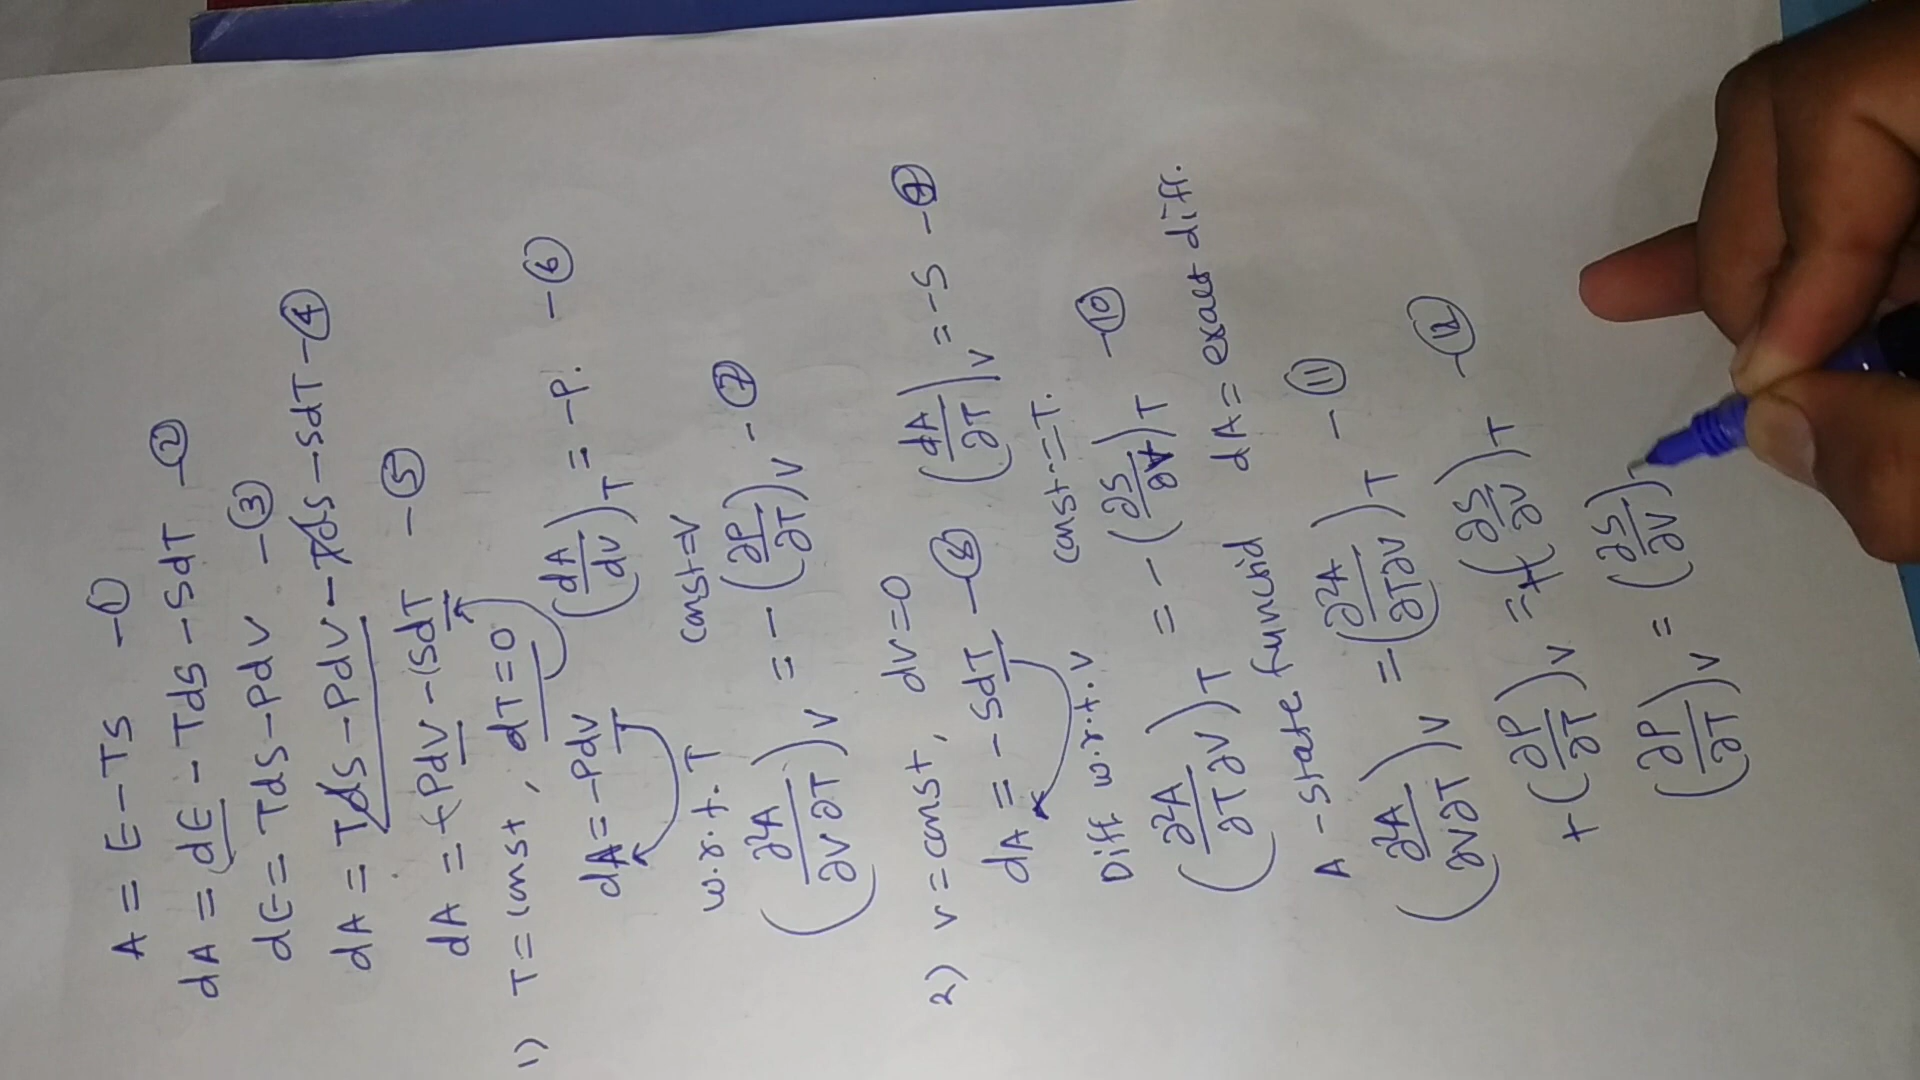 A = E - TS -①
dA = dE - TdS - SdT -②
dE = TdS - PdV -③
dA = TdS - PdV - TdS - SdT -④
dA = -(PdV - (SdT -⑤
1) T = const, dT = 0
dA = -PdV (dA/dV)T = -P. -⑥
w.r.t. T const = V
(∂²A/∂V∂T)V = - (∂P/∂T)V -⑦
2) V = const, dV = 0
dA = - SdT -⑧ (dA/∂T)V = -S -⑨
Diff w.r.t. V const = T.
(∂²A/∂T∂V)T = - (∂S/∂V)T -⑩
A - state funchid dA = exact diff.
(∂²A/∂V∂T)V = (∂²A/∂T∂V)T -⑪
+(∂P/∂T)V = +(∂S/∂V)T -⑫
(∂P/∂T)V = (∂S/∂V)